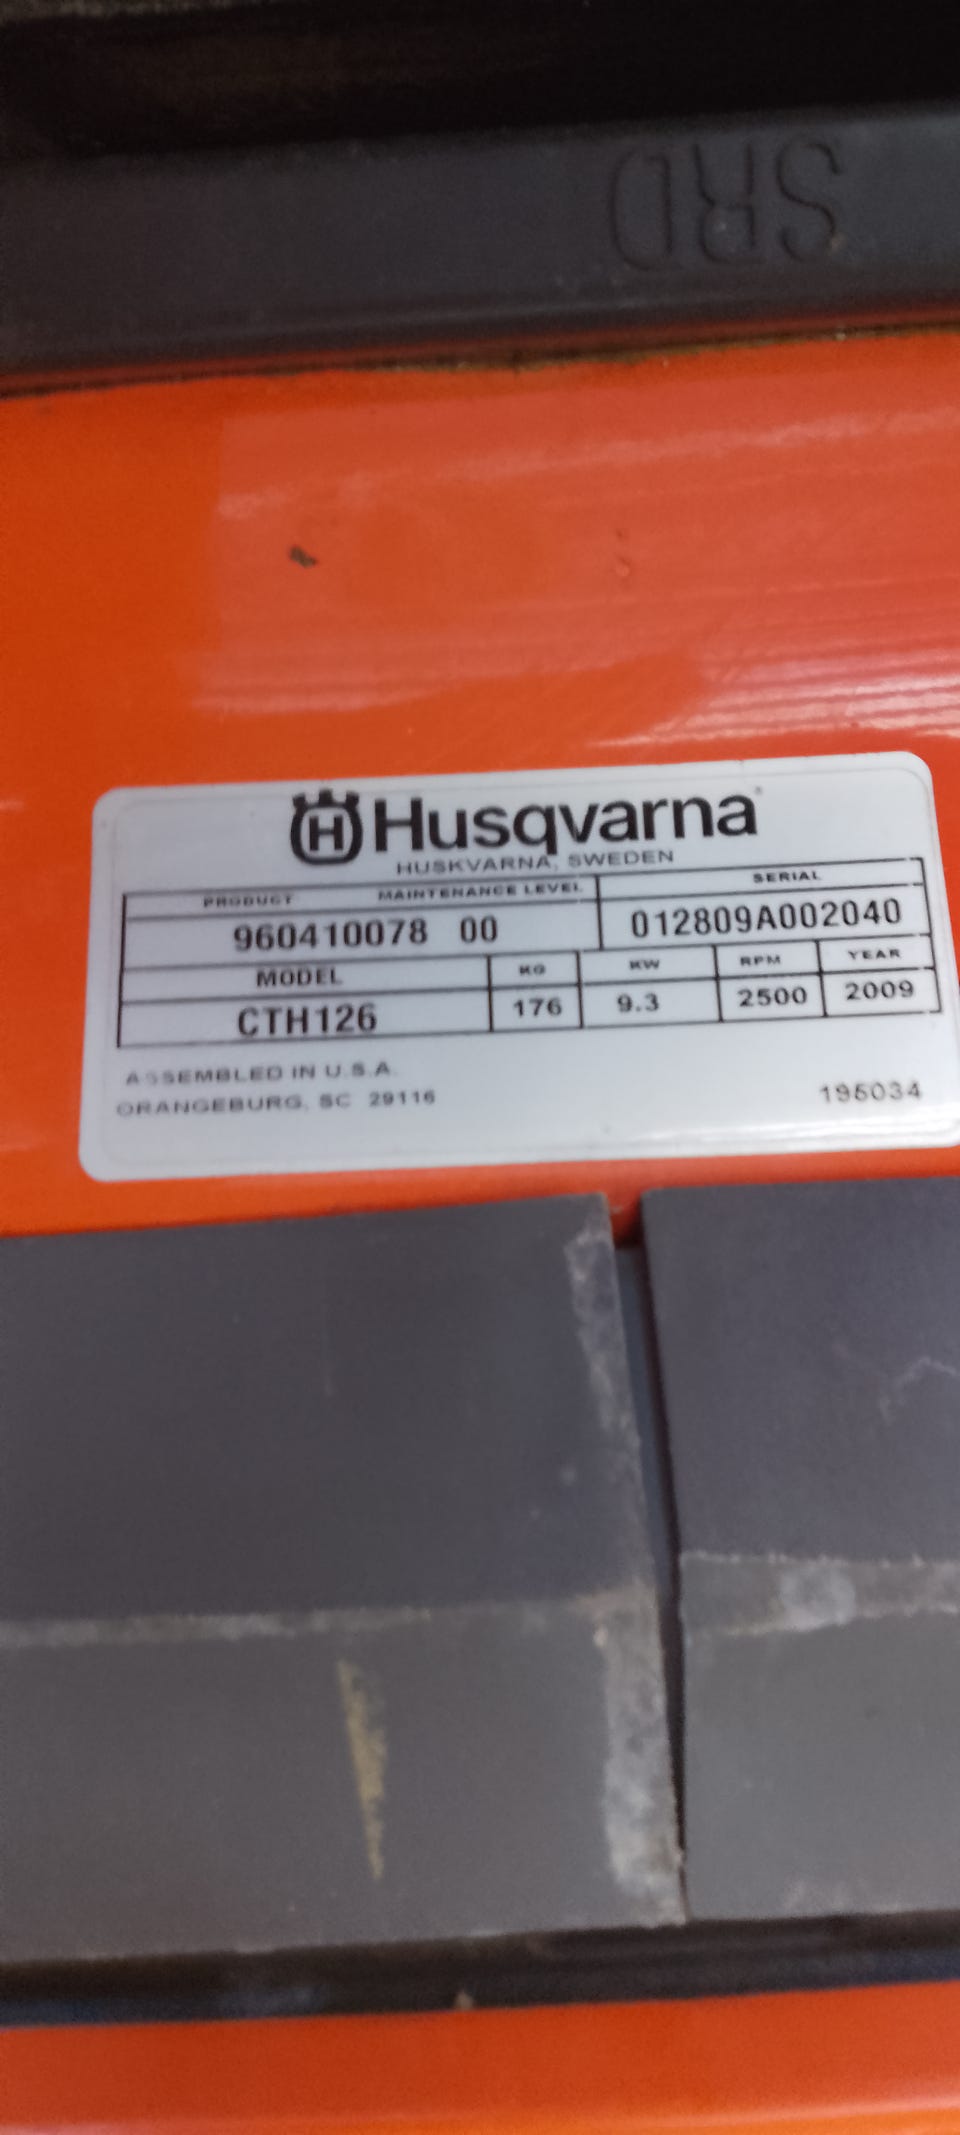 SRD
Husqvarna
HUSKVARNA, SWEDEN
PRODUCT MAINTENANCE LEVEL SERIAL
960410078 00 012809A002040
MODEL KG KW RPM YEAR
CTH126 176 9.3 2500 2009
ASSEMBLED IN U.S.A.
ORANGEBURG, SC 29116 195034